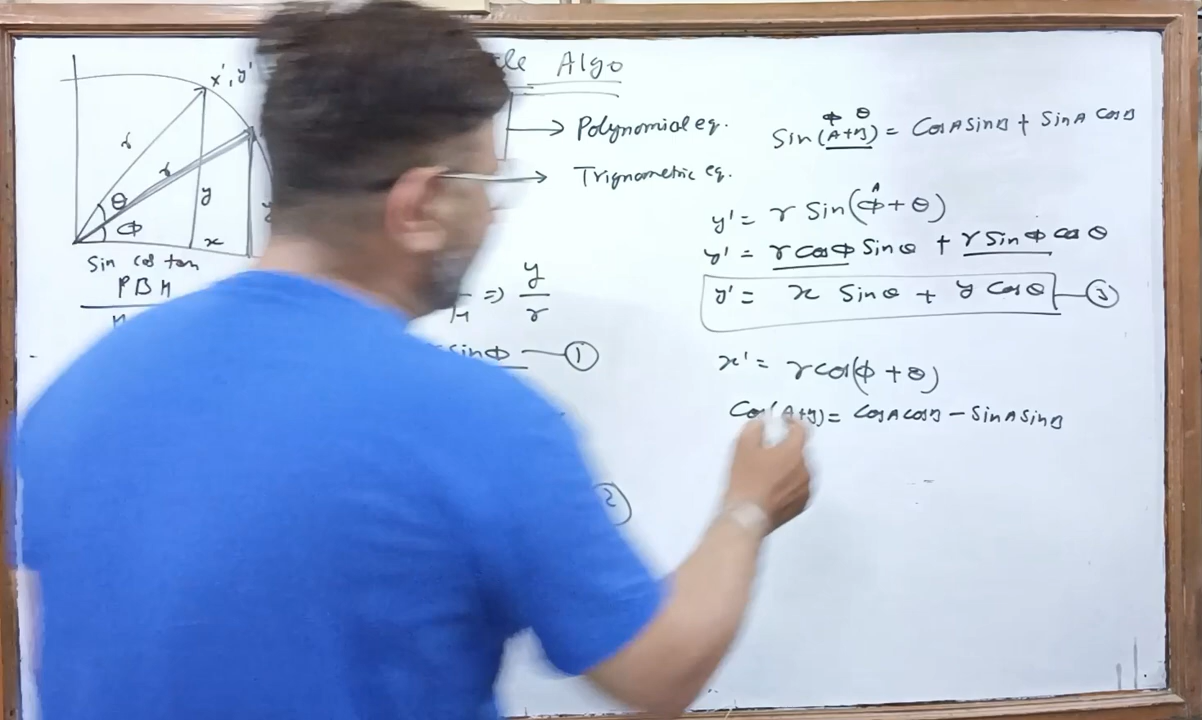 Algo
x', y'
→ Polynomial eq.
→ Trignometric eq.
r
r
θ
ϕ
y
x
Sin cos tan
P B H
⇒ y/r
sinϕ — ①
②
ϕ θ
Sin(A+B) = CosA SinB + SinA CosB
A
y' = r Sin(ϕ+θ)
y' = r cosϕ Sinθ + r Sinϕ cosθ
y' = x Sinθ + y Cosθ — ③
x' = r cos(ϕ+θ)
Cos(A+B) = CosA CosB − SinA SinB